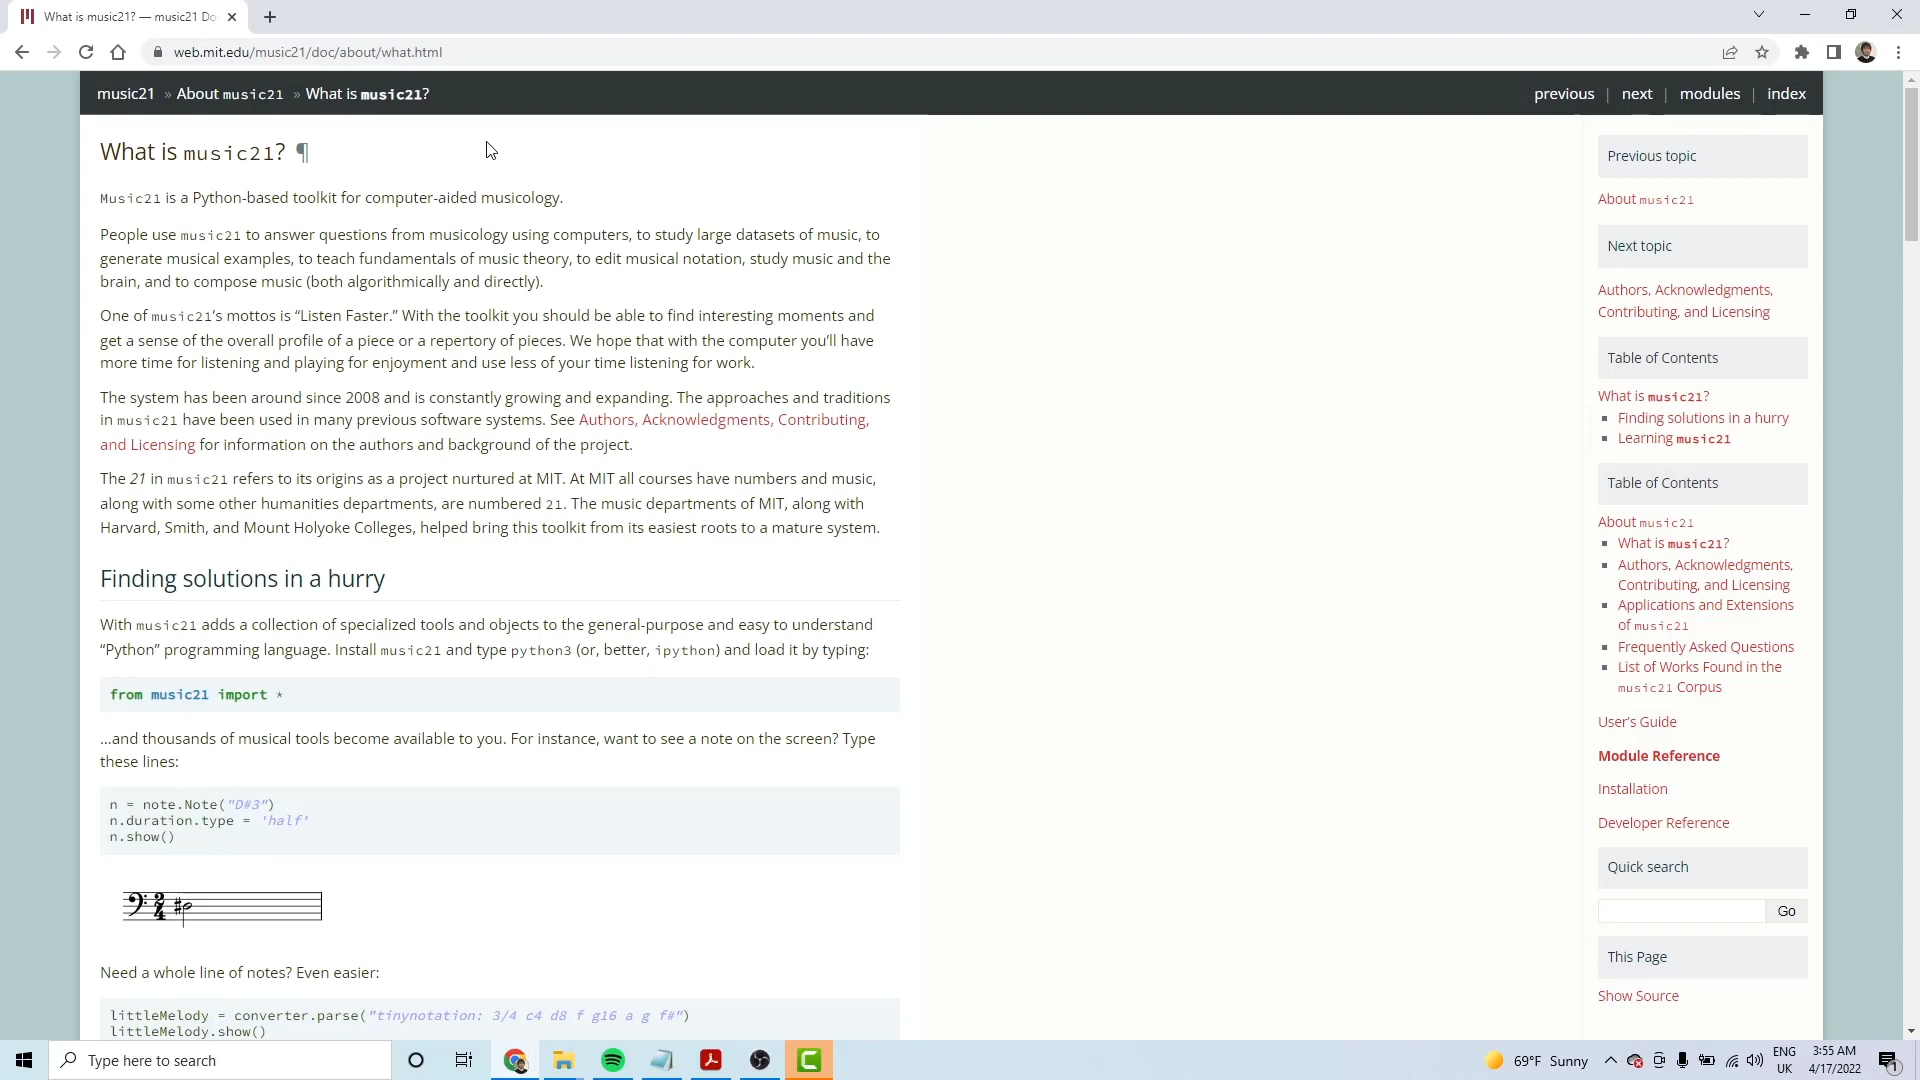 What is music21? — music21 Do
web.mit.edu/music21/doc/about/what.html
music21 » About music21 » What is music21?
previous | next | modules | index
What is music21? ¶
Music21 is a Python-based toolkit for computer-aided musicology.
People use music21 to answer questions from musicology using computers, to study large datasets of music, to
generate musical examples, to teach fundamentals of music theory, to edit musical notation, study music and the
brain, and to compose music (both algorithmically and directly).
One of music21’s mottos is “Listen Faster.” With the toolkit you should be able to find interesting moments and
get a sense of the overall profile of a piece or a repertory of pieces. We hope that with the computer you’ll have
more time for listening and playing for enjoyment and use less of your time listening for work.
The system has been around since 2008 and is constantly growing and expanding. The approaches and traditions
in music21 have been used in many previous software systems. See Authors, Acknowledgments, Contributing,
and Licensing for information on the authors and background of the project.
The 21 in music21 refers to its origins as a project nurtured at MIT. At MIT all courses have numbers and music,
along with some other humanities departments, are numbered 21. The music departments of MIT, along with
Harvard, Smith, and Mount Holyoke Colleges, helped bring this toolkit from its easiest roots to a mature system.
Finding solutions in a hurry
With music21 adds a collection of specialized tools and objects to the general-purpose and easy to understand
“Python” programming language. Install music21 and type python3 (or, better, ipython) and load it by typing:
from music21 import *
…and thousands of musical tools become available to you. For instance, want to see a note on the screen? Type
these lines:
n = note.Note("D#3")
n.duration.type = 'half'
n.show()
Need a whole line of notes? Even easier:
littleMelody = converter.parse("tinynotation: 3/4 c4 d8 f g16 a g f#")
littleMelody.show()
Previous topic
About music21
Next topic
Authors, Acknowledgments,
Contributing, and Licensing
Table of Contents
What is music21?
Finding solutions in a hurry
Learning music21
Table of Contents
About music21
What is music21?
Authors, Acknowledgments,
Contributing, and Licensing
Applications and Extensions
of music21
Frequently Asked Questions
List of Works Found in the
music21 Corpus
User’s Guide
Module Reference
Installation
Developer Reference
Quick search
Go
This Page
Show Source
Type here to search
69°F Sunny
ENG
UK
3:55 AM
4/17/2022
1